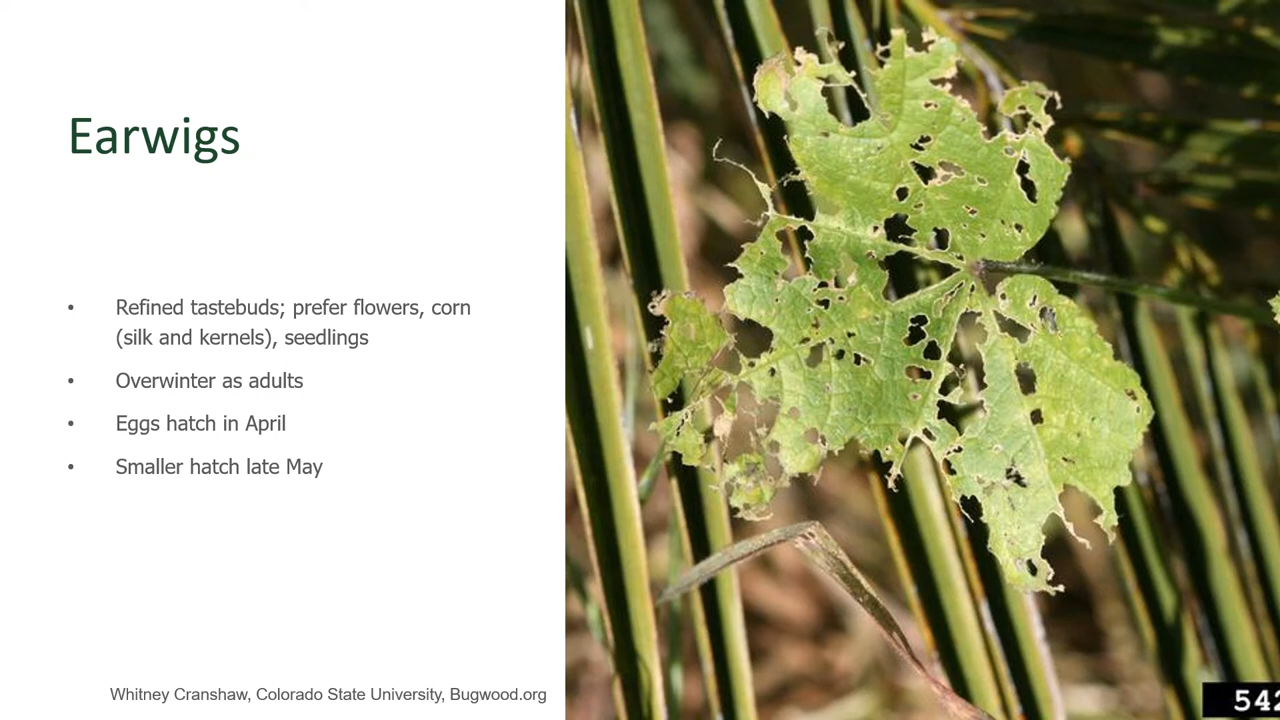 Earwigs
• Refined tastebuds; prefer flowers, corn
(silk and kernels), seedlings
• Overwinter as adults
• Eggs hatch in April
• Smaller hatch late May
Whitney Cranshaw, Colorado State University, Bugwood.org
542